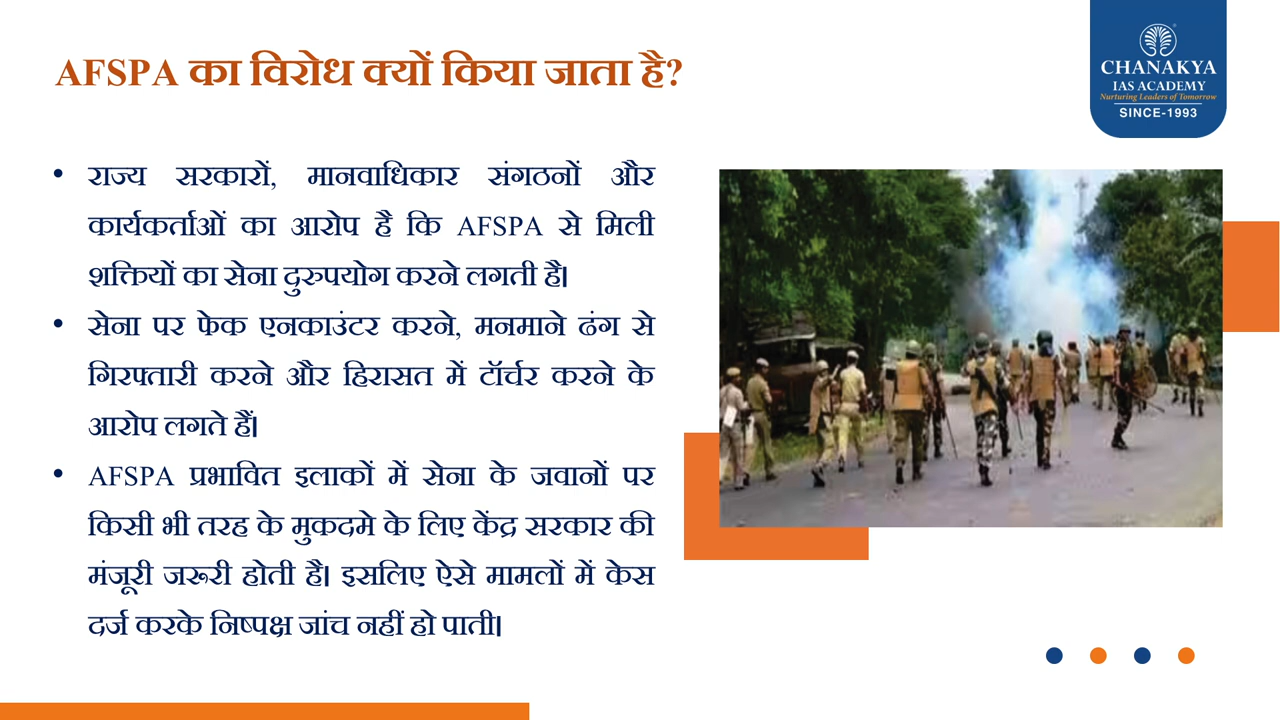 AFSPA का विरोध क्यों किया जाता है?
CHANAKYA
IAS ACADEMY
Nurturing Leaders of Tomorrow
SINCE-1993
• राज्य सरकारों, मानवाधिकार संगठनों और
कार्यकर्ताओं का आरोप है कि AFSPA से मिली
शक्तियों का सेना दुरुपयोग करने लगती है।
• सेना पर फेक एनकाउंटर करने, मनमाने ढंग से
गिरफ्तारी करने और हिरासत में टॉर्चर करने के
आरोप लगते हैं।
• AFSPA प्रभावित इलाकों में सेना के जवानों पर
किसी भी तरह के मुकदमे के लिए केंद्र सरकार की
मंजूरी जरूरी होती है। इसलिए ऐसे मामलों में केस
दर्ज करके निष्पक्ष जांच नहीं हो पाती।